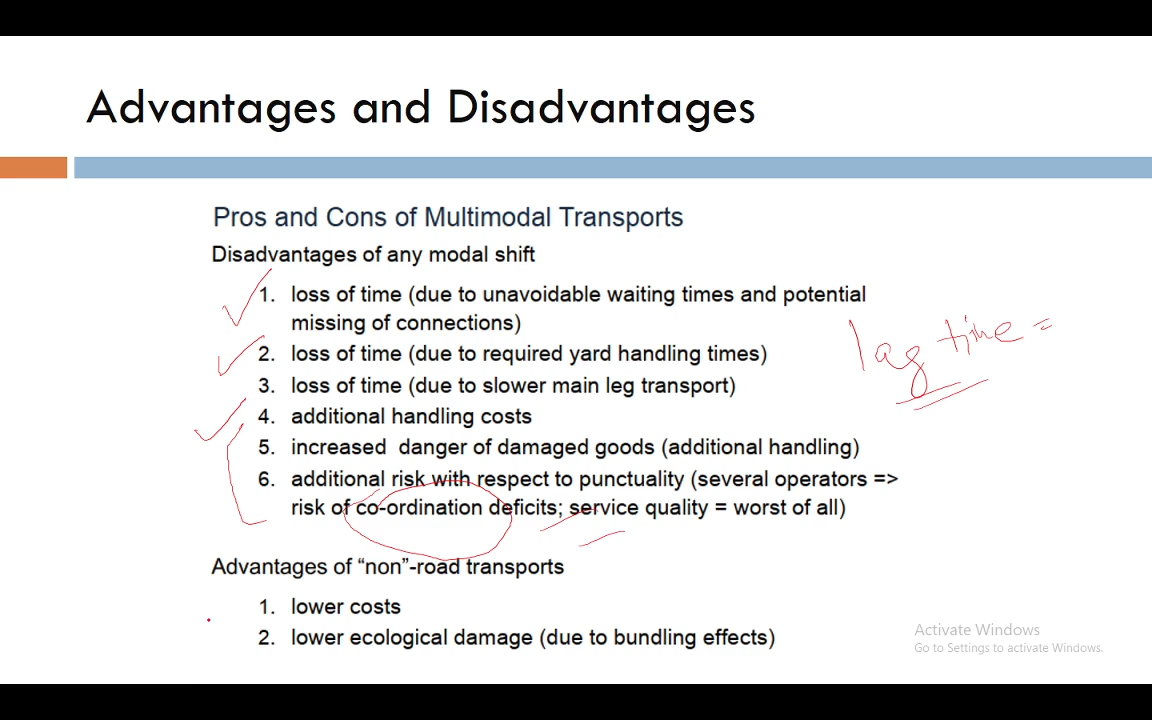 Advantages and Disadvantages
Pros and Cons of Multimodal Transports
Disadvantages of any modal shift
1. loss of time (due to unavoidable waiting times and potential
missing of connections)
2. loss of time (due to required yard handling times)
3. loss of time (due to slower main leg transport)
4. additional handling costs
5. increased danger of damaged goods (additional handling)
6. additional risk with respect to punctuality (several operators =>
risk of co-ordination deficits; service quality = worst of all)
lag time =
Advantages of “non”-road transports
1. lower costs
2. lower ecological damage (due to bundling effects)
Activate Windows
Go to Settings to activate Windows.